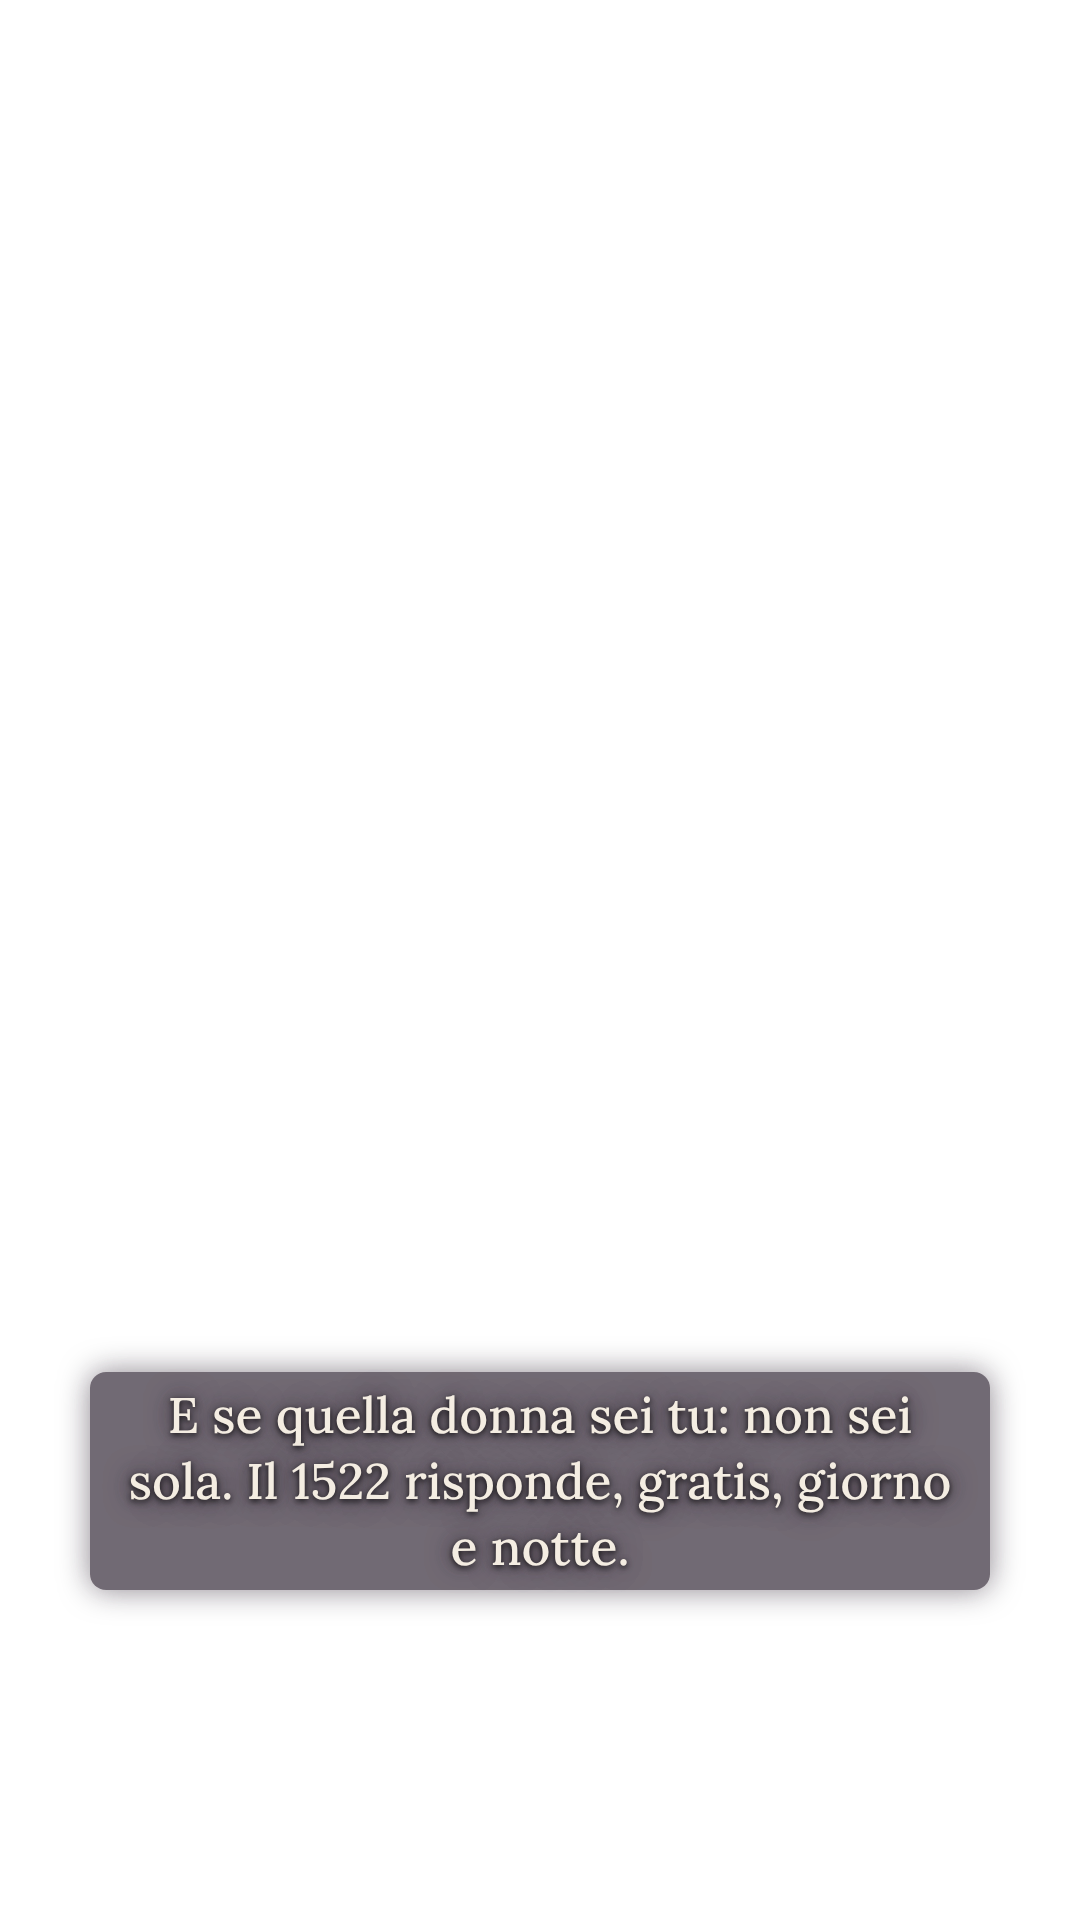 E se quella donna sei tu: non sei
sola. Il 1522 risponde, gratis, giorno
e notte.